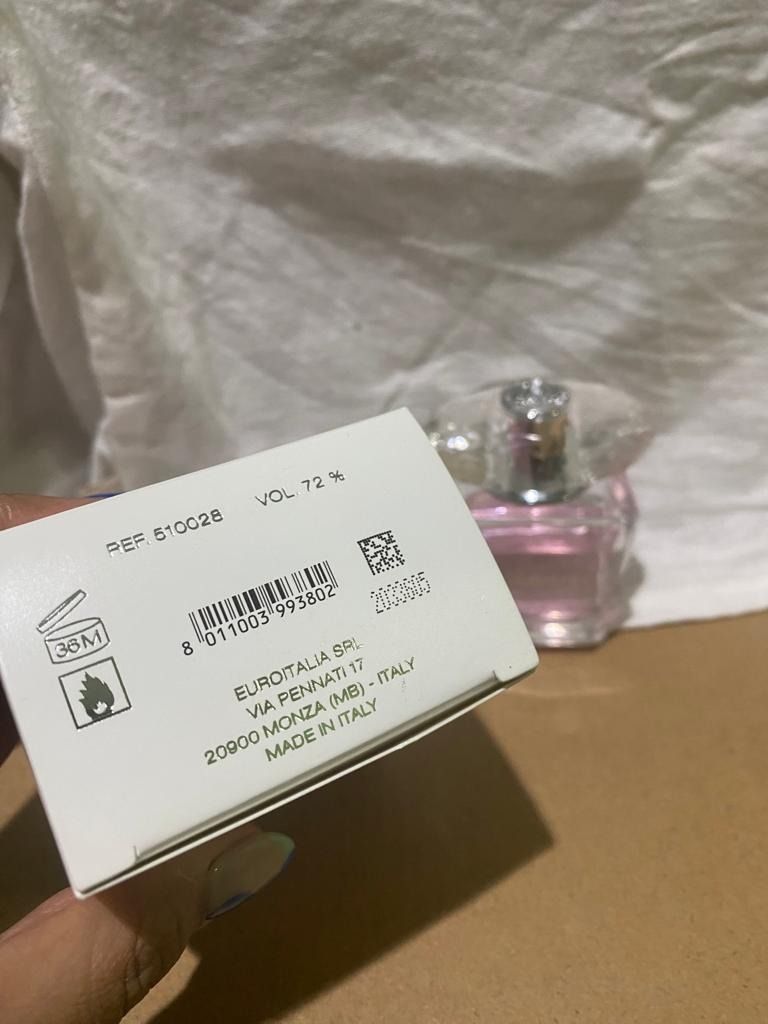 REF. 510028
VOL. 72 %
36M
8 011003 993802
EUROITALIA SRL
VIA PENNATI 17
20900 MONZA (MB) - ITALY
MADE IN ITALY